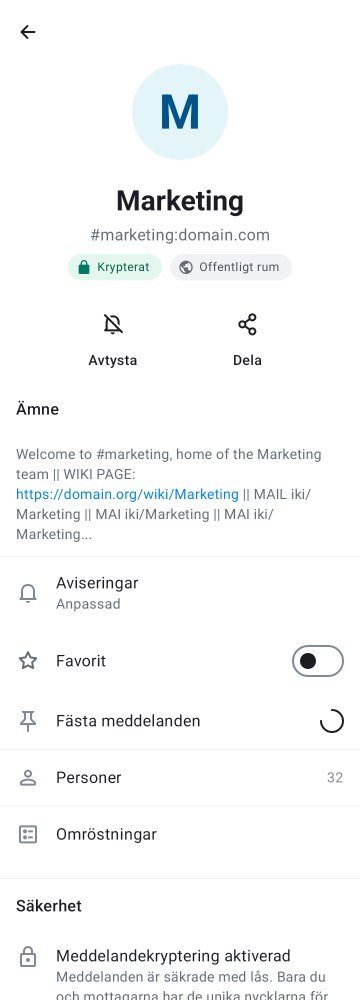 M
Marketing
#marketing:domain.com
Krypterat
Offentligt rum
Avtysta
Dela
Ämne
Welcome to #marketing, home of the Marketing
team || WIKI PAGE:
https://domain.org/wiki/Marketing || MAIL iki/
Marketing || MAI iki/Marketing || MAI iki/
Marketing...
Aviseringar
Anpassad
Favorit
Fästa meddelanden
Personer
32
Omröstningar
Säkerhet
Meddelandekryptering aktiverad
Meddelanden är säkrade med lås. Bara du
och mottagarna har de unika nycklarna för